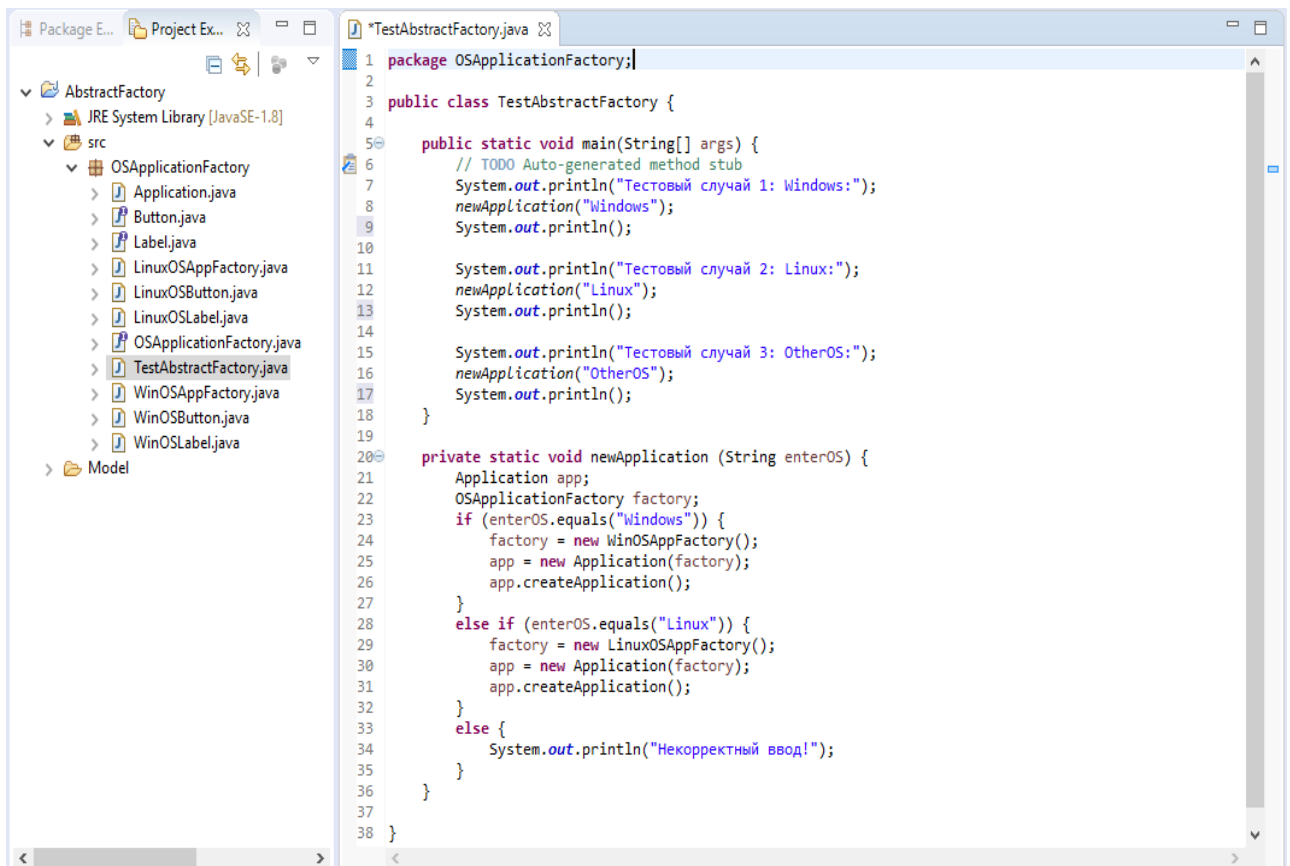 Package E...
Project Ex...
AbstractFactory
JRE System Library [JavaSE-1.8]
src
OSApplicationFactory
Application.java
Button.java
Label.java
LinuxOSAppFactory.java
LinuxOSButton.java
LinuxOSLabel.java
OSApplicationFactory.java
TestAbstractFactory.java
WinOSAppFactory.java
WinOSButton.java
WinOSLabel.java
Model
*TestAbstractFactory.java
1 package OSApplicationFactory;
2
3 public class TestAbstractFactory {
4
5     public static void main(String[] args) {
6         // TODO Auto-generated method stub
7         System.out.println("Тестовый случай 1: Windows:");
8         newApplication("Windows");
9         System.out.println();
10
11         System.out.println("Тестовый случай 2: Linux:");
12         newApplication("Linux");
13         System.out.println();
14
15         System.out.println("Тестовый случай 3: OtherOS:");
16         newApplication("OtherOS");
17         System.out.println();
18     }
19
20     private static void newApplication (String enterOS) {
21         Application app;
22         OSApplicationFactory factory;
23         if (enterOS.equals("Windows")) {
24             factory = new WinOSAppFactory();
25             app = new Application(factory);
26             app.createApplication();
27         }
28         else if (enterOS.equals("Linux")) {
29             factory = new LinuxOSAppFactory();
30             app = new Application(factory);
31             app.createApplication();
32         }
33         else {
34             System.out.println("Некорректный ввод!");
35         }
36     }
37
38 }